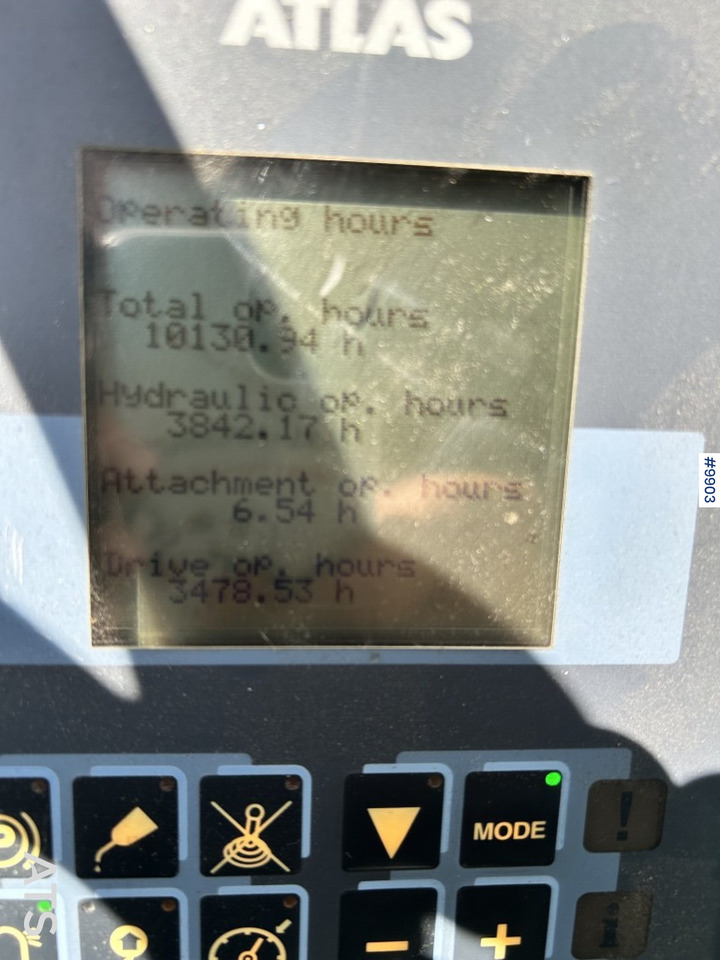 ATLAS
Operating hours
Total op. hours
10130.94 h
Hydraulic op. hours
3842.17 h
Attachment op. hours
6.54 h
Drive op. hours
3478.53 h
#9903
MODE
!
ATS
- +
i